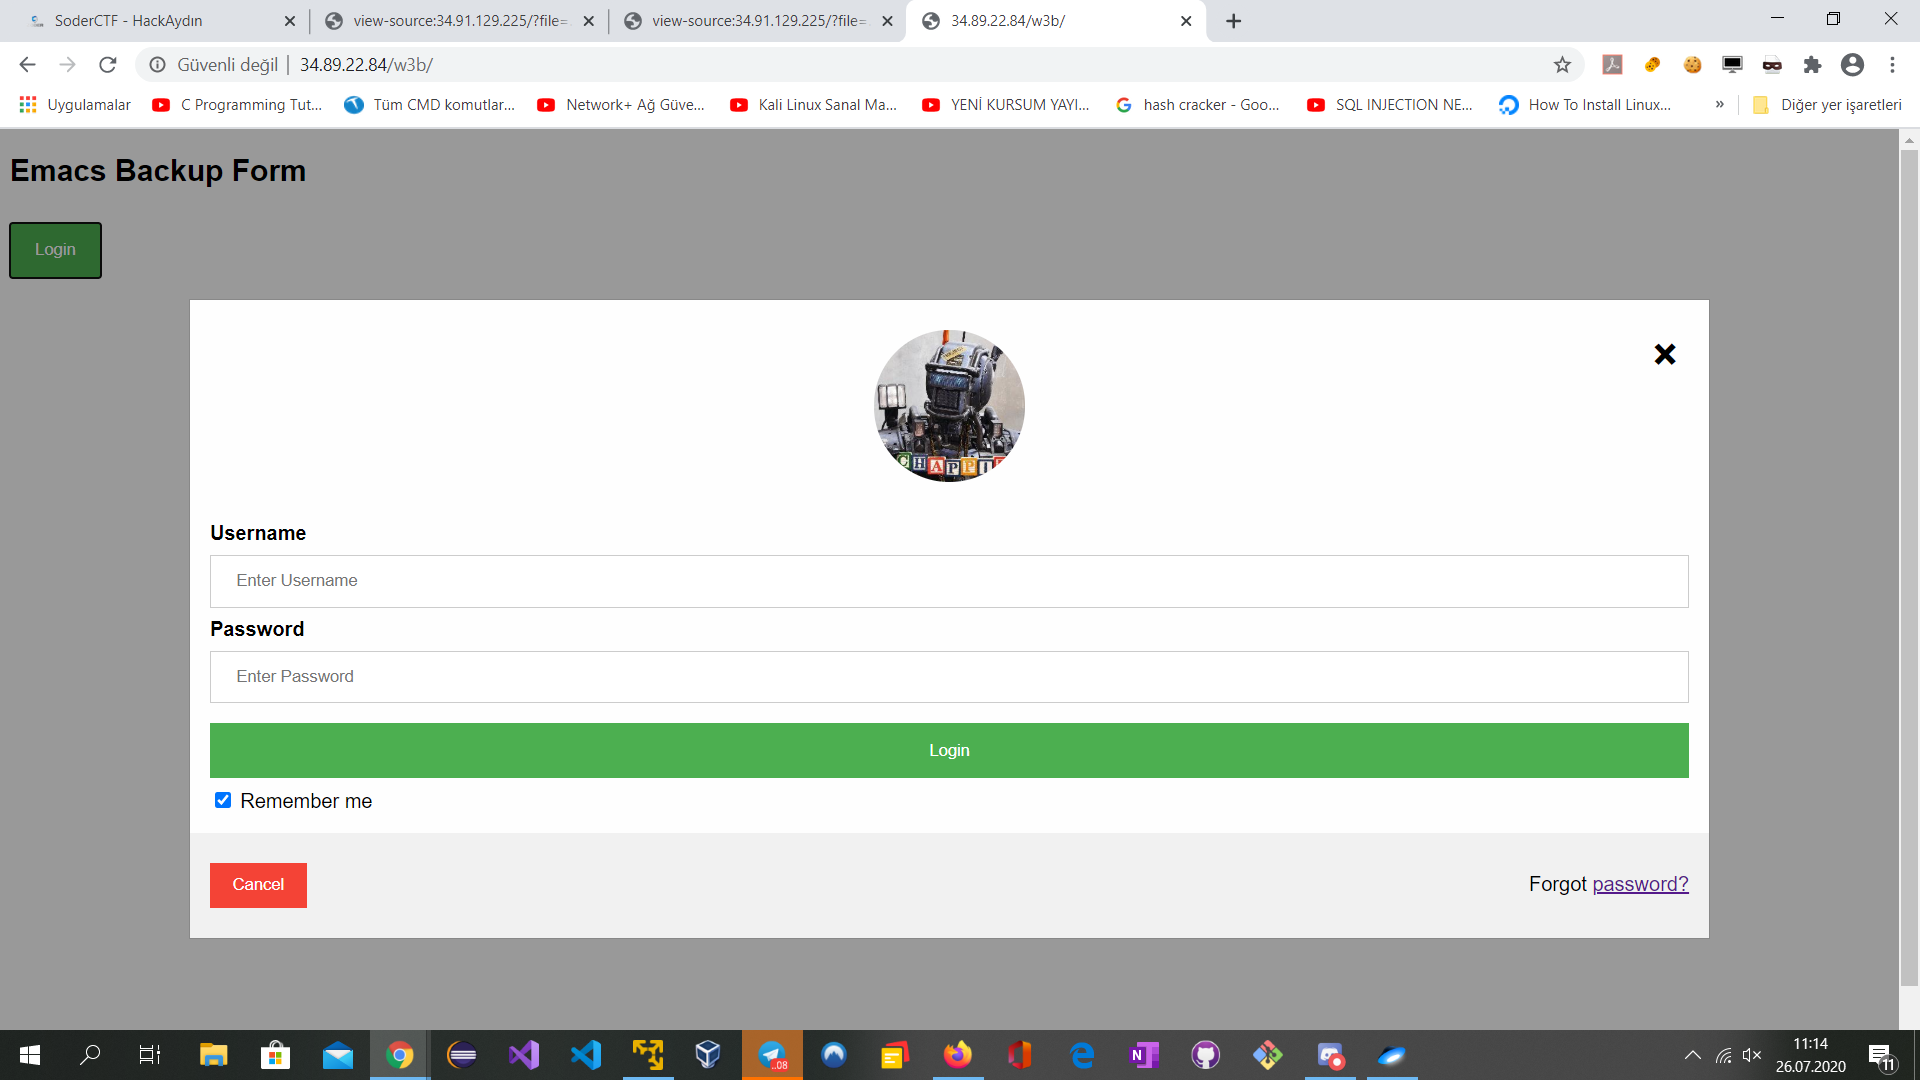 SoderCTF - HackAydın
view-source:34.91.129.225/?file=
view-source:34.91.129.225/?file=
34.89.22.84/w3b/
Güvenli değil | 34.89.22.84/w3b/
Uygulamalar
C Programming Tut...
Tüm CMD komutlar...
Network+ Ağ Güve...
Kali Linux Sanal Ma...
YENİ KURSUM YAYI...
hash cracker - Goo...
SQL INJECTION NE...
How To Install Linux...
»
Diğer yer işaretleri
Emacs Backup Form
Login
CHAPPIE
Username
Enter Username
Password
Enter Password
Login
Remember me
Cancel
Forgot password?
..08
11:14
26.07.2020
11